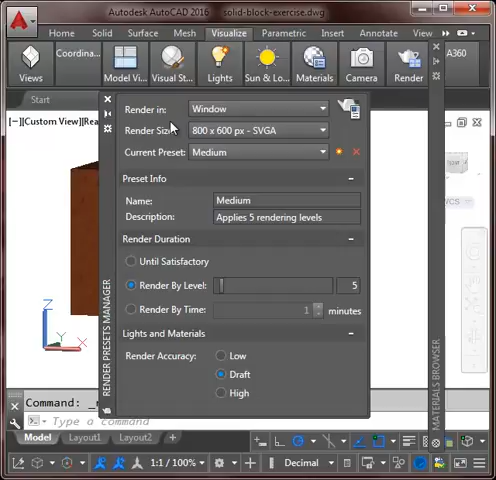 Autodesk AutoCAD 2016 solid-block-exercise.dwg
Home Solid Surface Mesh Visualize Parametric Insert Annota
Views Coordina... Model Vi... Visual St... Lights Sun & Lo... Materials Camera Render A360
Start
[−][Custom View][Rea
Render in: Window
Render Size: 800 x 600 px - SVGA
Current Preset: Medium
Preset Info
Name: Medium
Description: Applies 5 rendering levels
Render Duration
Until Satisfactory
Render By Level: 5
Render By Time: 1 minutes
Lights and Materials
Render Accuracy: Low
Draft
High
RENDER PRESETS MANAGER
MATERIALS BROWSER
WCS
Z
Y
X
Command: _r
Type a command
Model Layout1 Layout2 +
1:1 / 100% Decimal